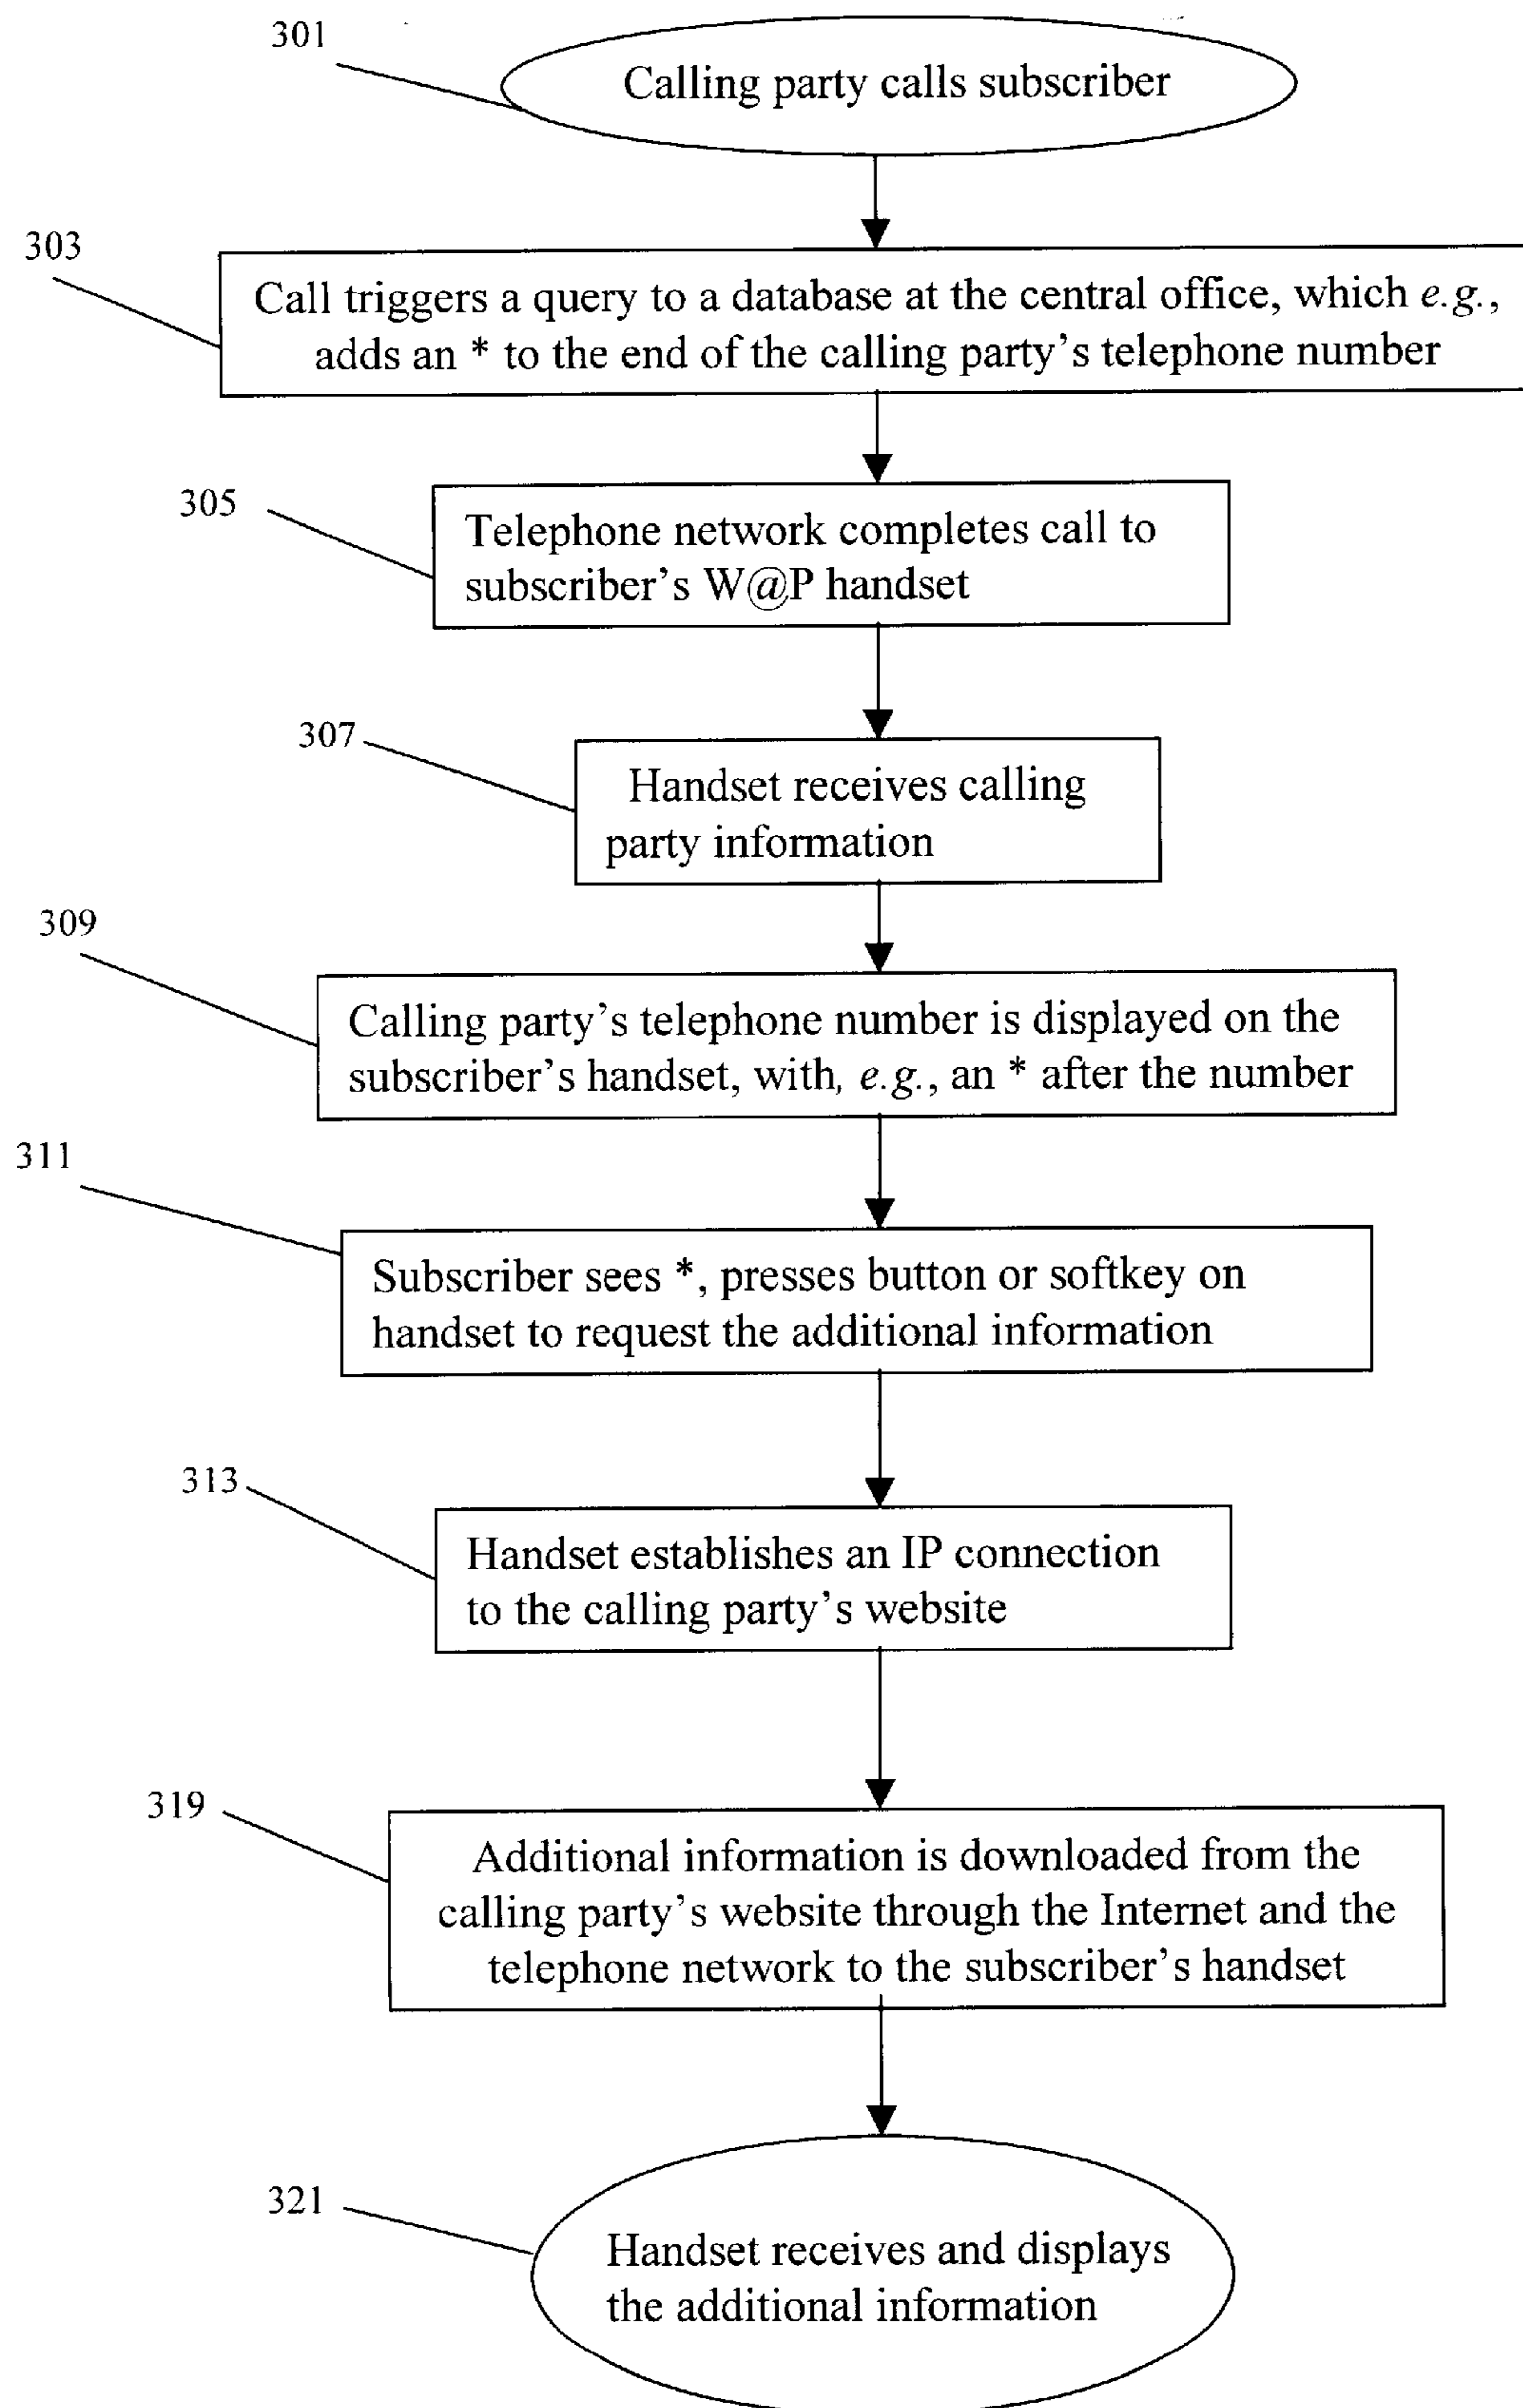 301
Calling party calls subscriber
303
Call triggers a query to a database at the central office, which e.g.,
adds an * to the end of the calling party's telephone number
305
Telephone network completes call to
subscriber's W@P handset
307
Handset receives calling
party information
309
Calling party's telephone number is displayed on the
subscriber's handset, with, e.g., an * after the number
311
Subscriber sees *, presses button or softkey on
handset to request the additional information
313
Handset establishes an IP connection
to the calling party's website
319
Additional information is downloaded from the
calling party's website through the Internet and the
telephone network to the subscriber's handset
321
Handset receives and displays
the additional information